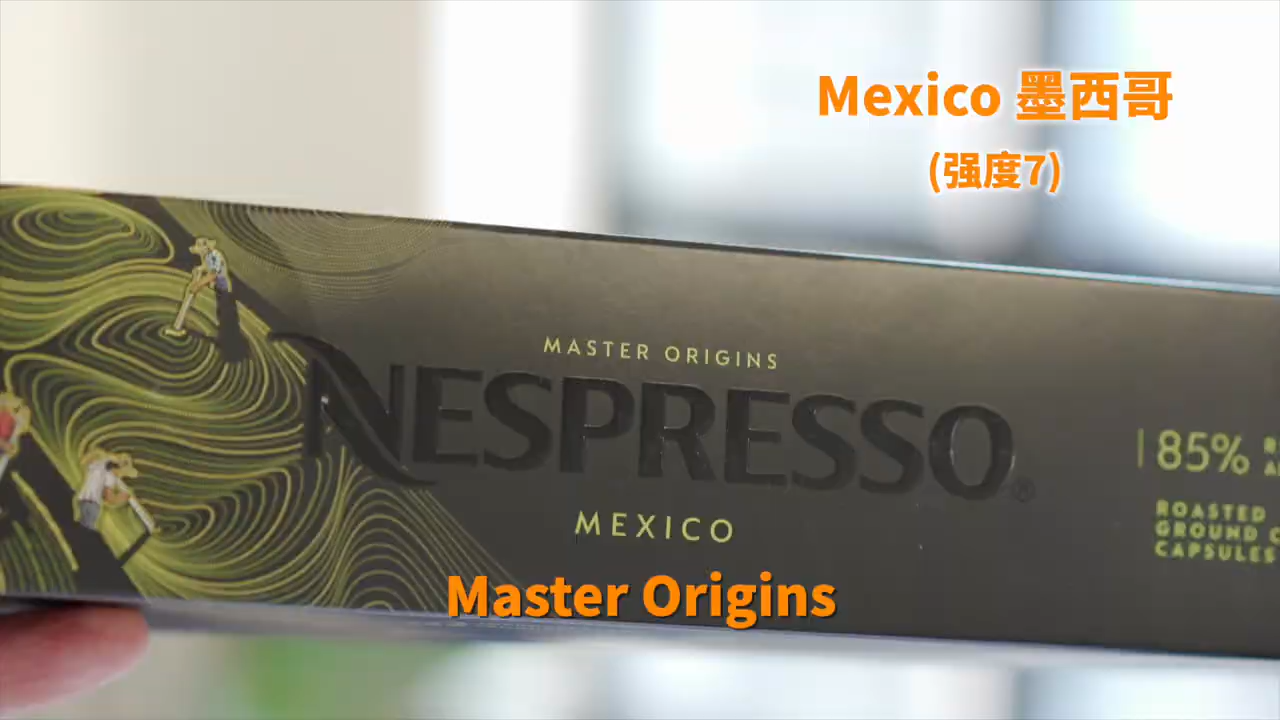 Mexico 墨西哥
(强度7)
MASTER ORIGINS
NESPRESSO®
MEXICO
85%
ROASTED
GROUND
CAPSULES
Master Origins